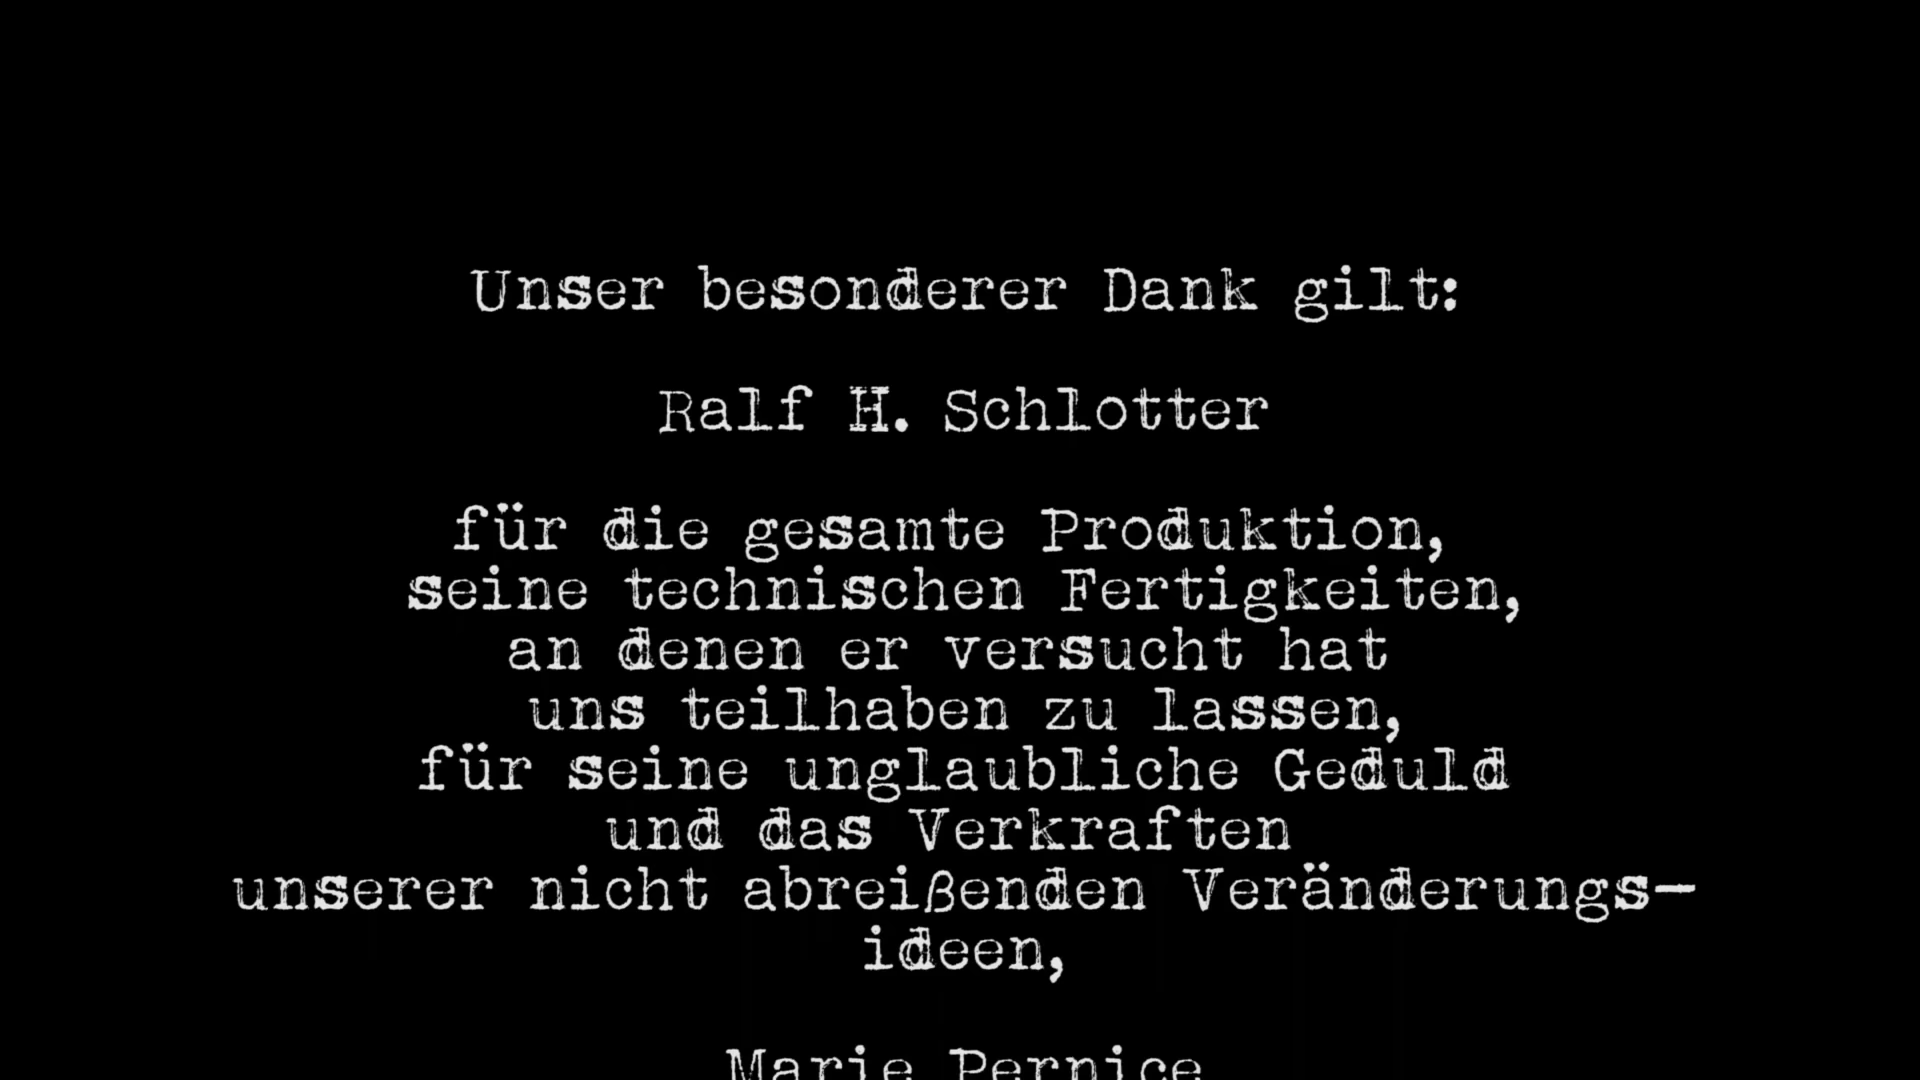 Unser besonderer Dank gilt:
Ralf H. Schlotter
für die gesamte Produktion,
seine technischen Fertigkeiten,
an denen er versucht hat
uns teilhaben zu lassen,
für seine unglaubliche Geduld
und das Verkraften
unserer nicht abreißenden Veränderungs-
ideen,
Marie Pernice